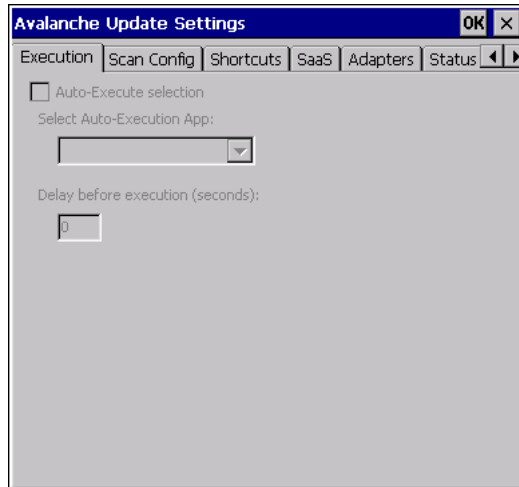 Avalanche Update Settings OK ×
Execution Scan Config Shortcuts SaaS Adapters Status
Auto-Execute selection
Select Auto-Execution App:
Delay before execution (seconds):
0